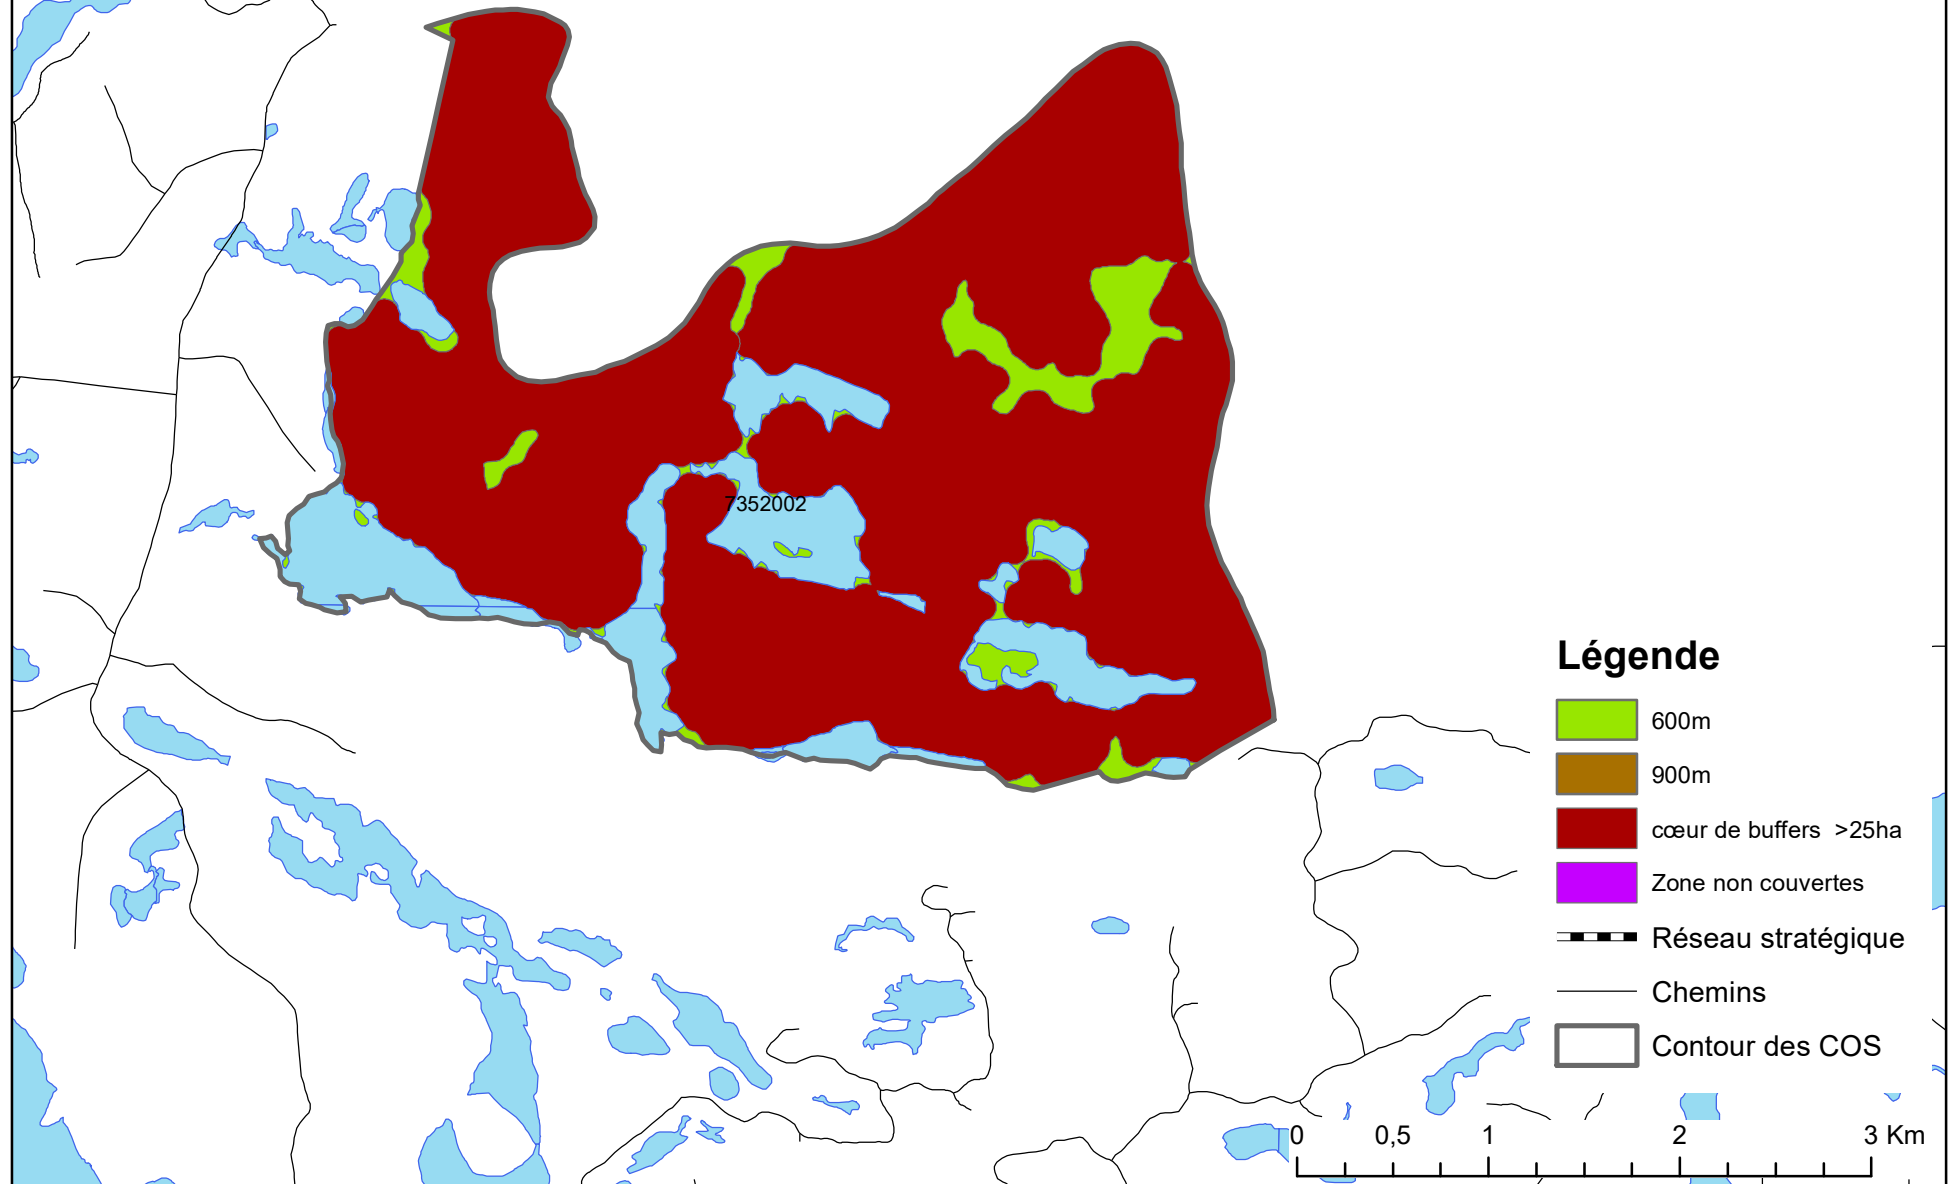 7352002
Légende
600m
900m
cœur de buffers >25ha
Zone non couvertes
Réseau stratégique
Chemins
Contour des COS
0 0,5 1 2 3 Km